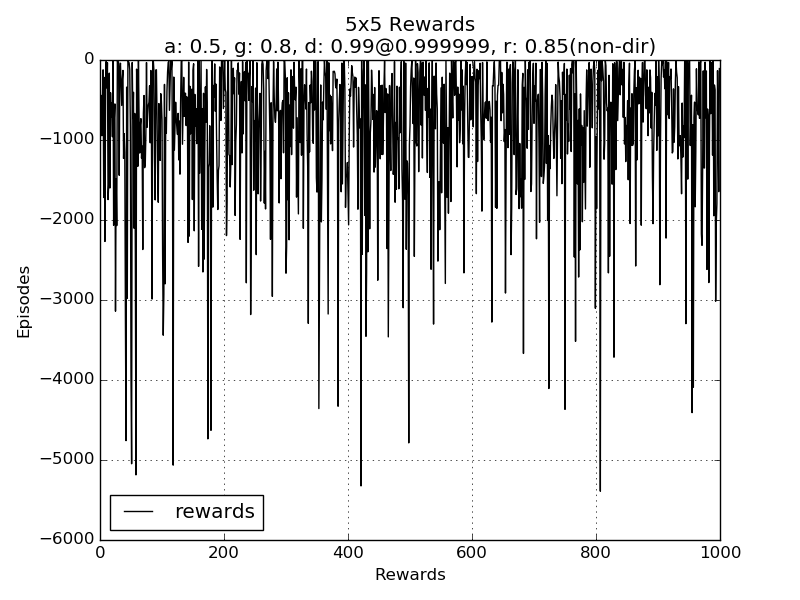 5x5 Rewards
a: 0.5, g: 0.8, d: 0.99@0.999999, r: 0.85(non-dir)
0
−1000
−2000
−3000
−4000
−5000
−6000
Episodes
rewards
0 200 400 600 800 1000
Rewards